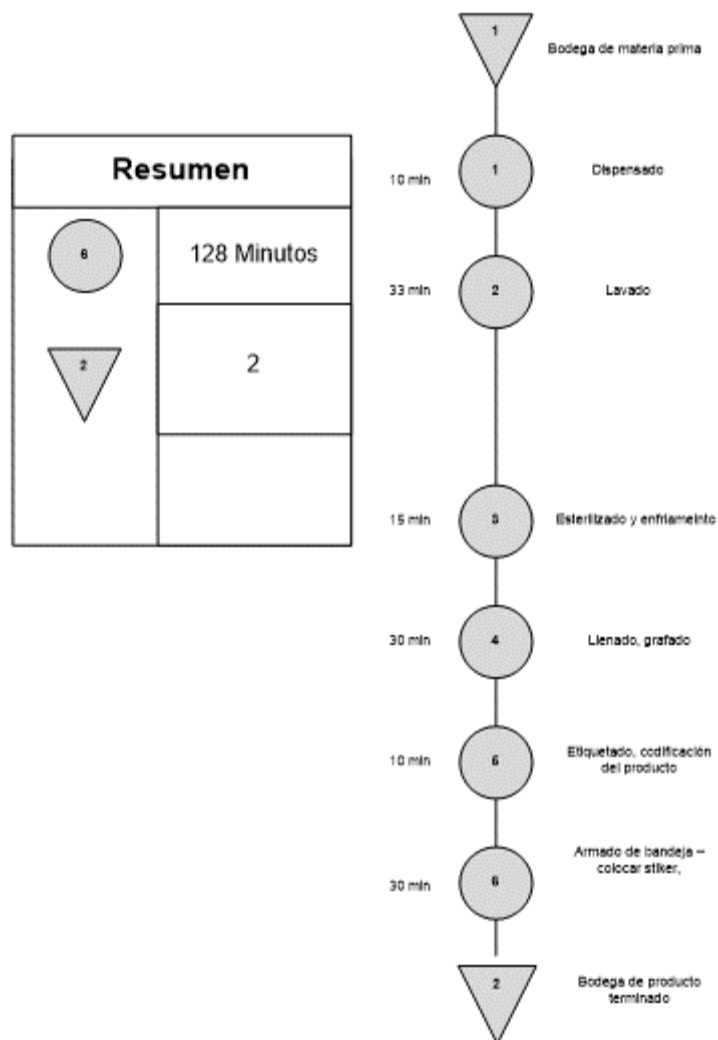 Resumen
6
128 Minutos
2
2
1
Bodega de materia prima
10 min
1
Dispensado
33 min
2
Lavado
15 min
3
Esterilizado y enfriameinto
30 min
4
Llenado, grafado
10 min
5
Etiquetado, codificación
del producto
30 min
6
Armado de bandeja –
colocar stiker,
2
Bodega de producto
terminado